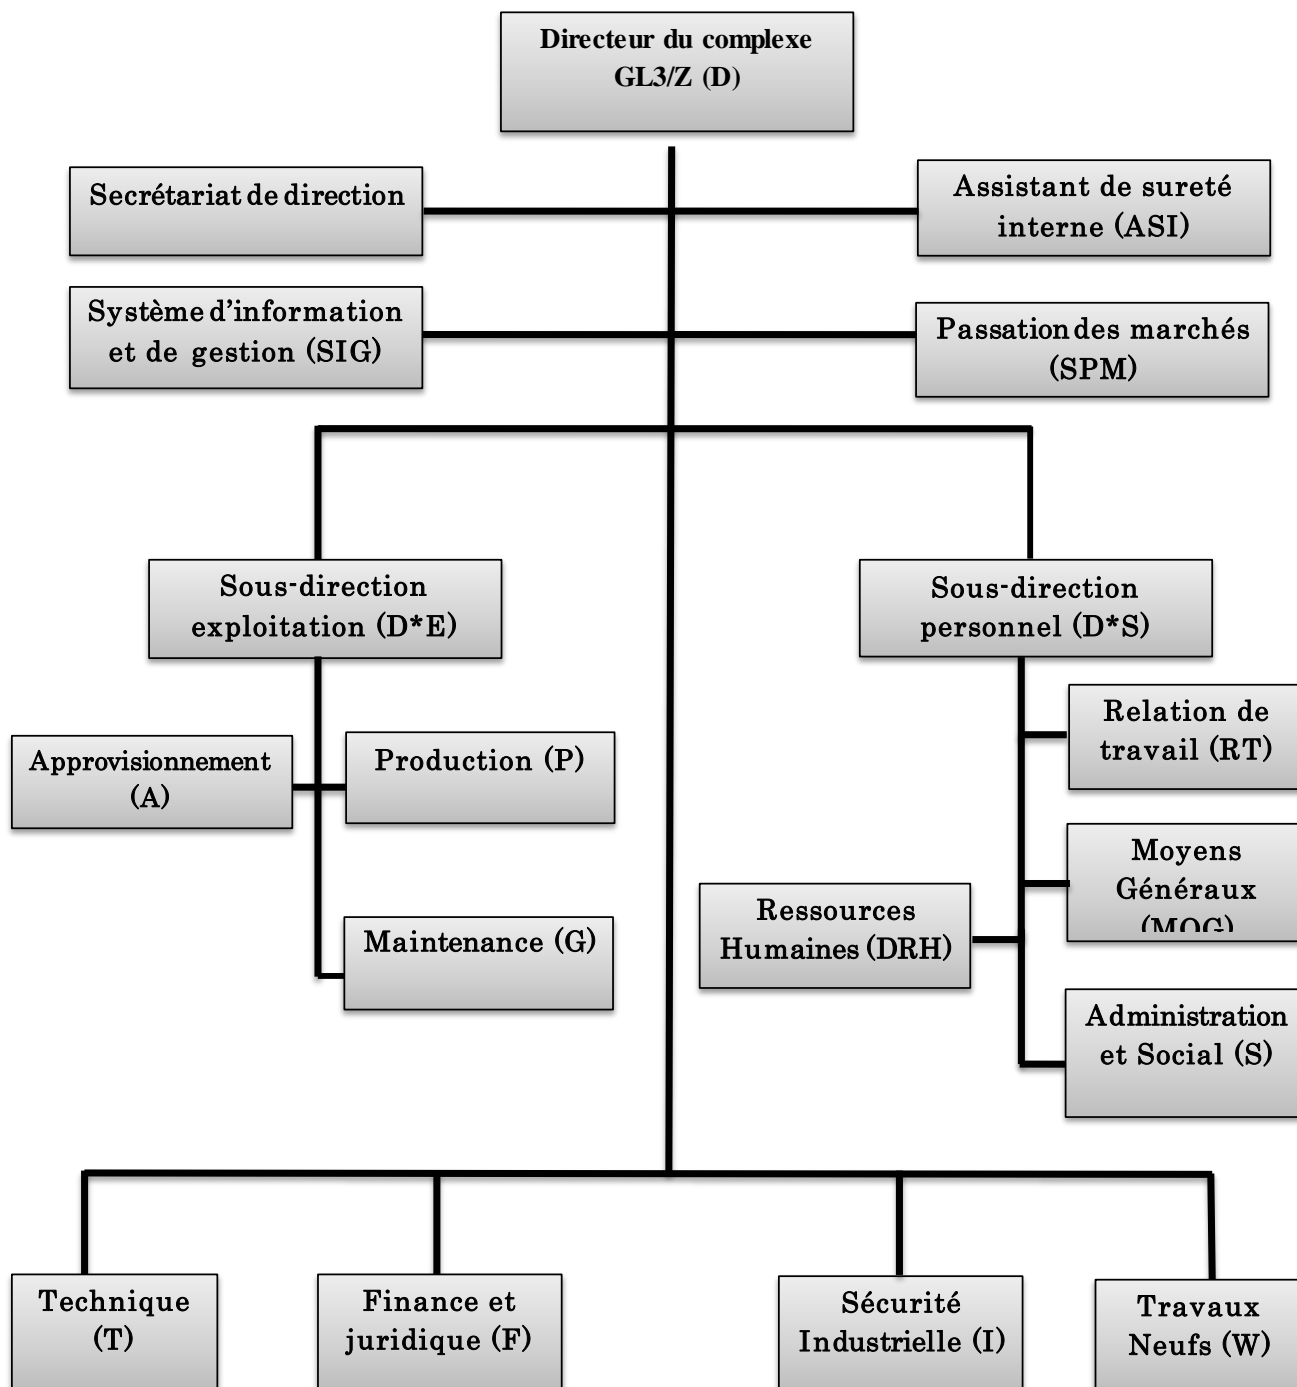 Directeur du complexe
GL3/Z (D)
Secrétariat de direction
Assistant de sureté
interne (ASI)
Système d'information
et de gestion (SIG)
Passation des marchés
(SPM)
Sous-direction
exploitation (D*E)
Sous-direction
personnel (D*S)
Relation de
travail (RT)
Approvisionnement
(A)
Production (P)
Moyens
Généraux
(MOG)
Ressources
Humaines (DRH)
Maintenance (G)
Administration
et Social (S)
Technique
(T)
Finance et
juridique (F)
Sécurité
Industrielle (I)
Travaux
Neufs (W)